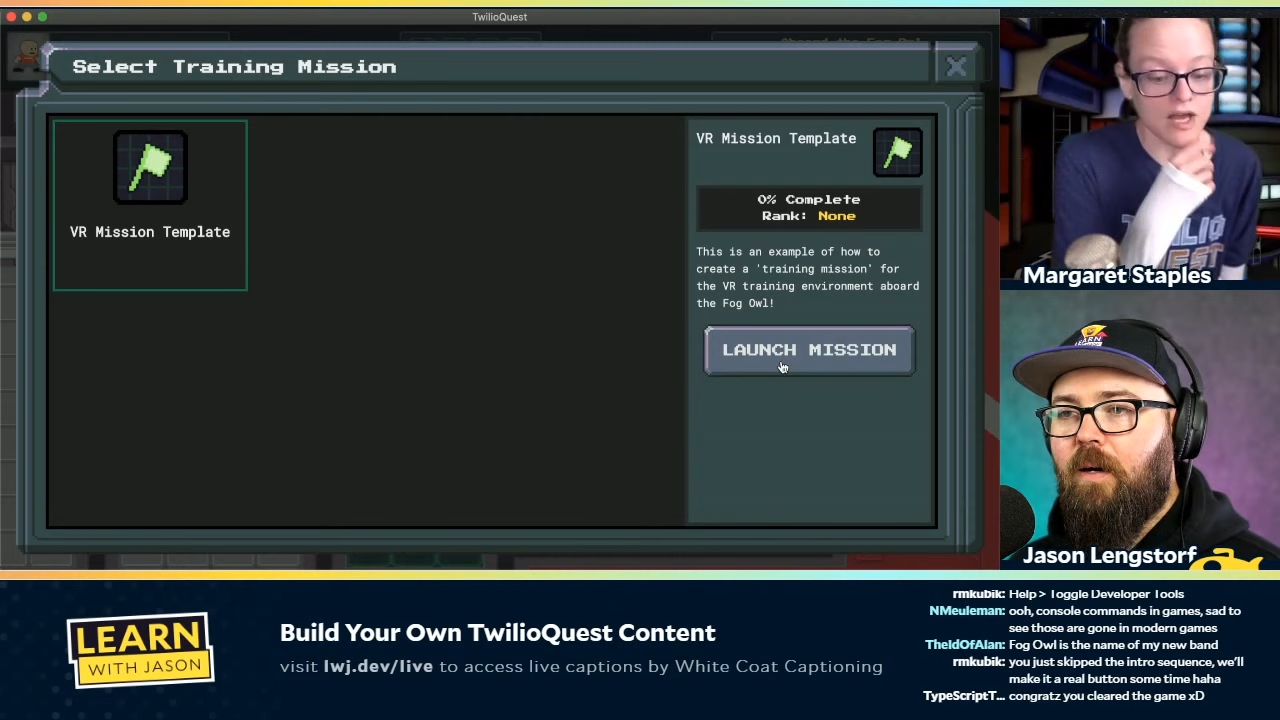 TwilioQuest
Select Training Mission
VR Mission Template
VR Mission Template
0% Complete
Rank: None
This is an example of how to
create a 'training mission' for
the VR training environment aboard
the Fog Owl!
LAUNCH MISSION
Margaret Staples
Jason Lengstorf
LEARN
WITH JASON
Build Your Own TwilioQuest Content
visit lwj.dev/live to access live captions by White Coat Captioning
rmkubik: Help > Toggle Developer Tools
NMeuleman: ooh, console commands in games, sad to
see those are gone in modern games
TheIdOfAlan: Fog Owl is the name of my new band
rmkubik: you just skipped the intro sequence, we'll
make it a real button some time haha
TypeScriptT... congratz you cleared the game xD